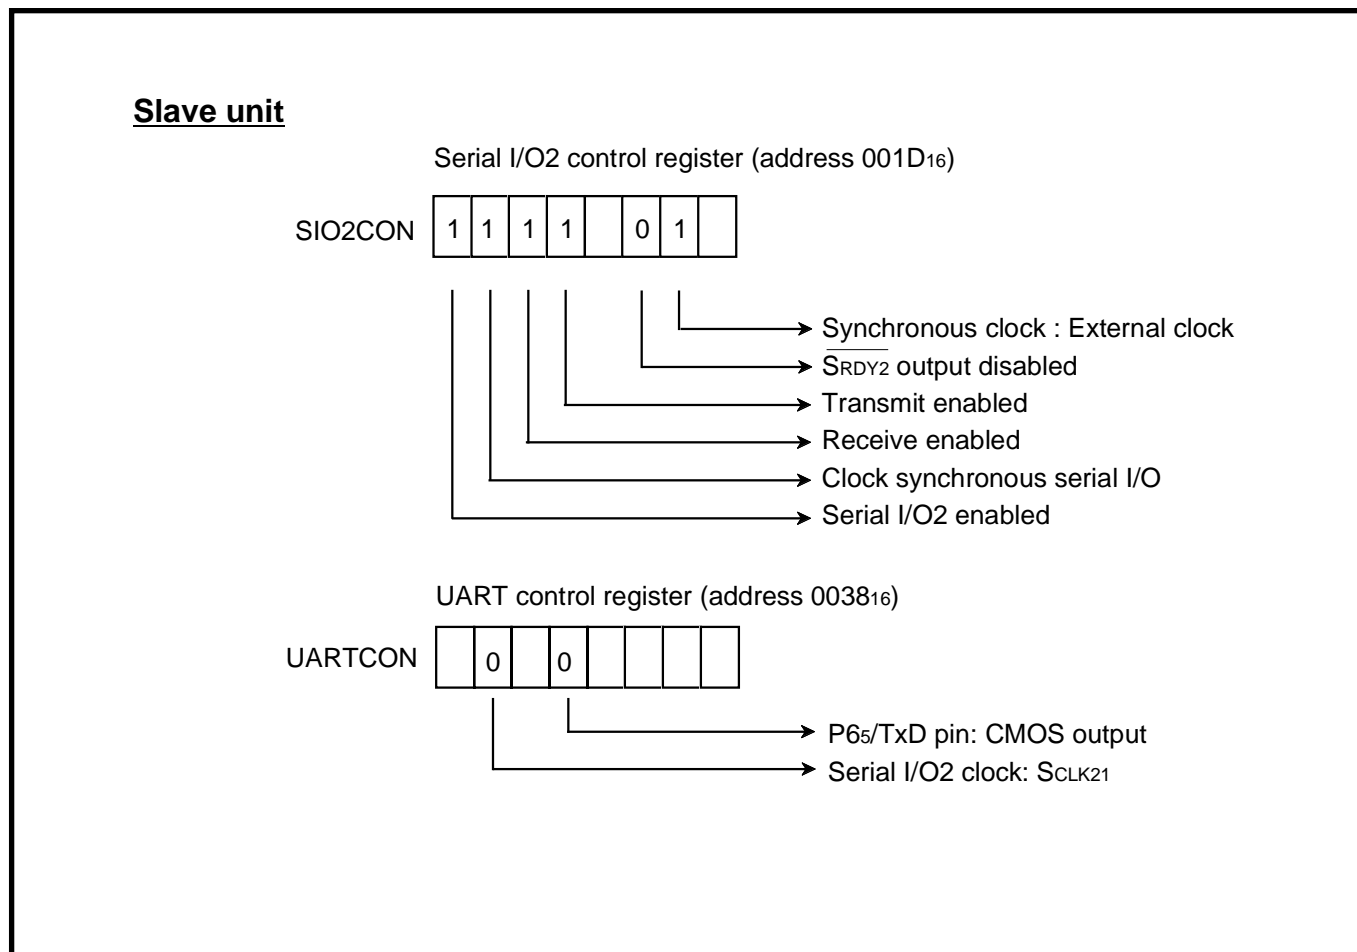 Slave unit
Serial I/O2 control register (address 001D16)
SIO2CON 1 1 1 1 0 1
Synchronous clock : External clock
S̅R̅D̅Y̅2̅ output disabled
Transmit enabled
Receive enabled
Clock synchronous serial I/O
Serial I/O2 enabled
UART control register (address 003816)
UARTCON 0 0
P65/TxD pin: CMOS output
Serial I/O2 clock: SCLK21